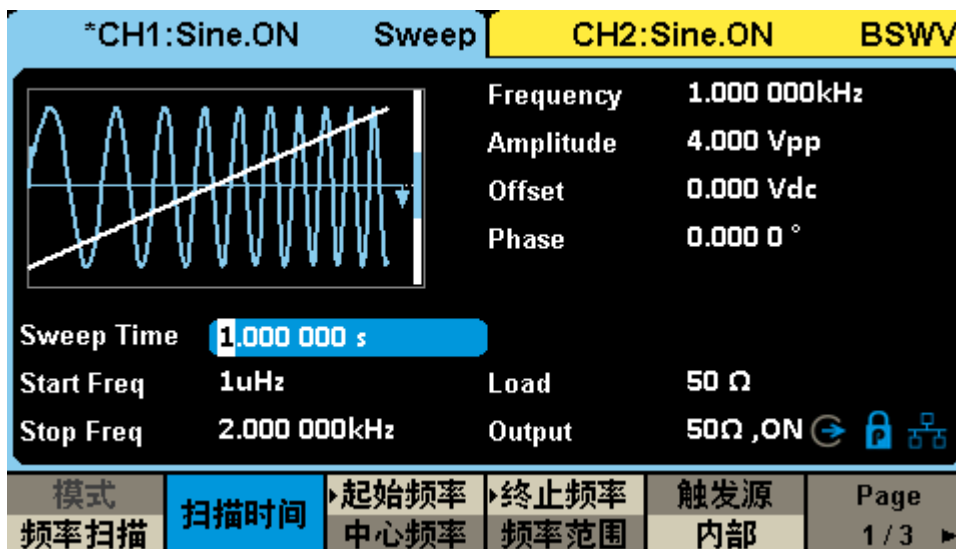 *CH1:Sine.ON Sweep CH2:Sine.ON BSWV
Frequency 1.000 000kHz
Amplitude 4.000 Vpp
Offset 0.000 Vdc
Phase 0.000 0 °
Sweep Time 1.000 000 s
Start Freq 1uHz Load 50 Ω
Stop Freq 2.000 000kHz Output 50Ω ,ON P
模式 扫描时间 起始频率 终止频率 触发源 Page
频率扫描 中心频率 频率范围 内部 1/3